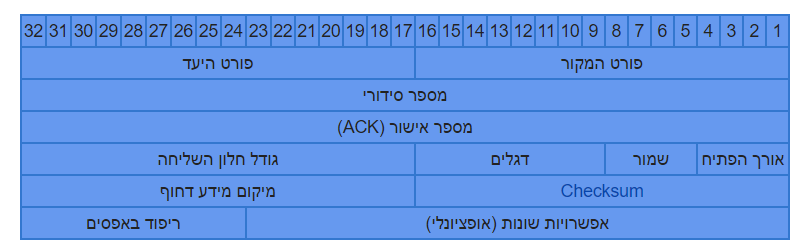 1 2 3 4 5 6 7 8 9 10 11 12 13 14 15 16 17 18 19 20 21 22 23 24 25 26 27 28 29 30 31 32
פורט המקור פורט היעד
מספר סידורי
מספר אישור (ACK)
אורך הפתיח שמור דגלים גודל חלון השליחה
Checksum מיקום מידע דחוף
אפשרויות שונות (אופציונלי) ריפוד באפסים